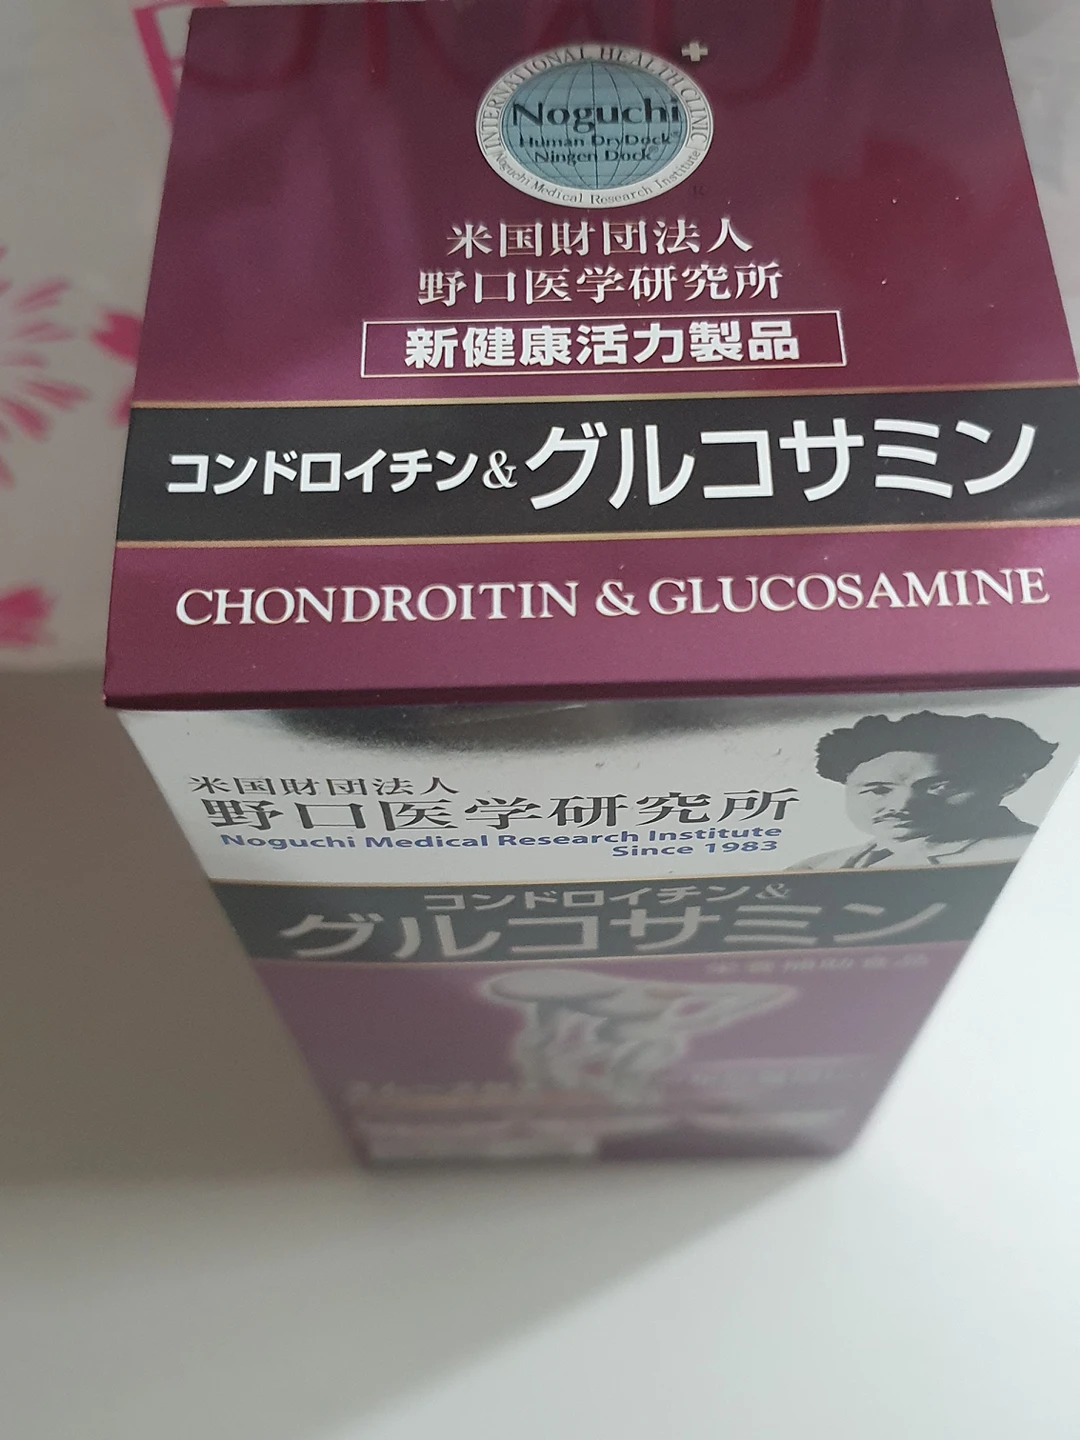 INTERNATIONAL HEALTH CLINIC
Noguchi
Human DryDock®
Ningen Dock®
Noguchi Medical Research Institute
米国財団法人
野口医学研究所
新健康活力製品
コンドロイチン&グルコサミン
CHONDROITIN & GLUCOSAMINE
米国財団法人
野口医学研究所
Noguchi Medical Research Institute
Since 1983
コンドロイチン&
グルコサミン
栄養補助食品